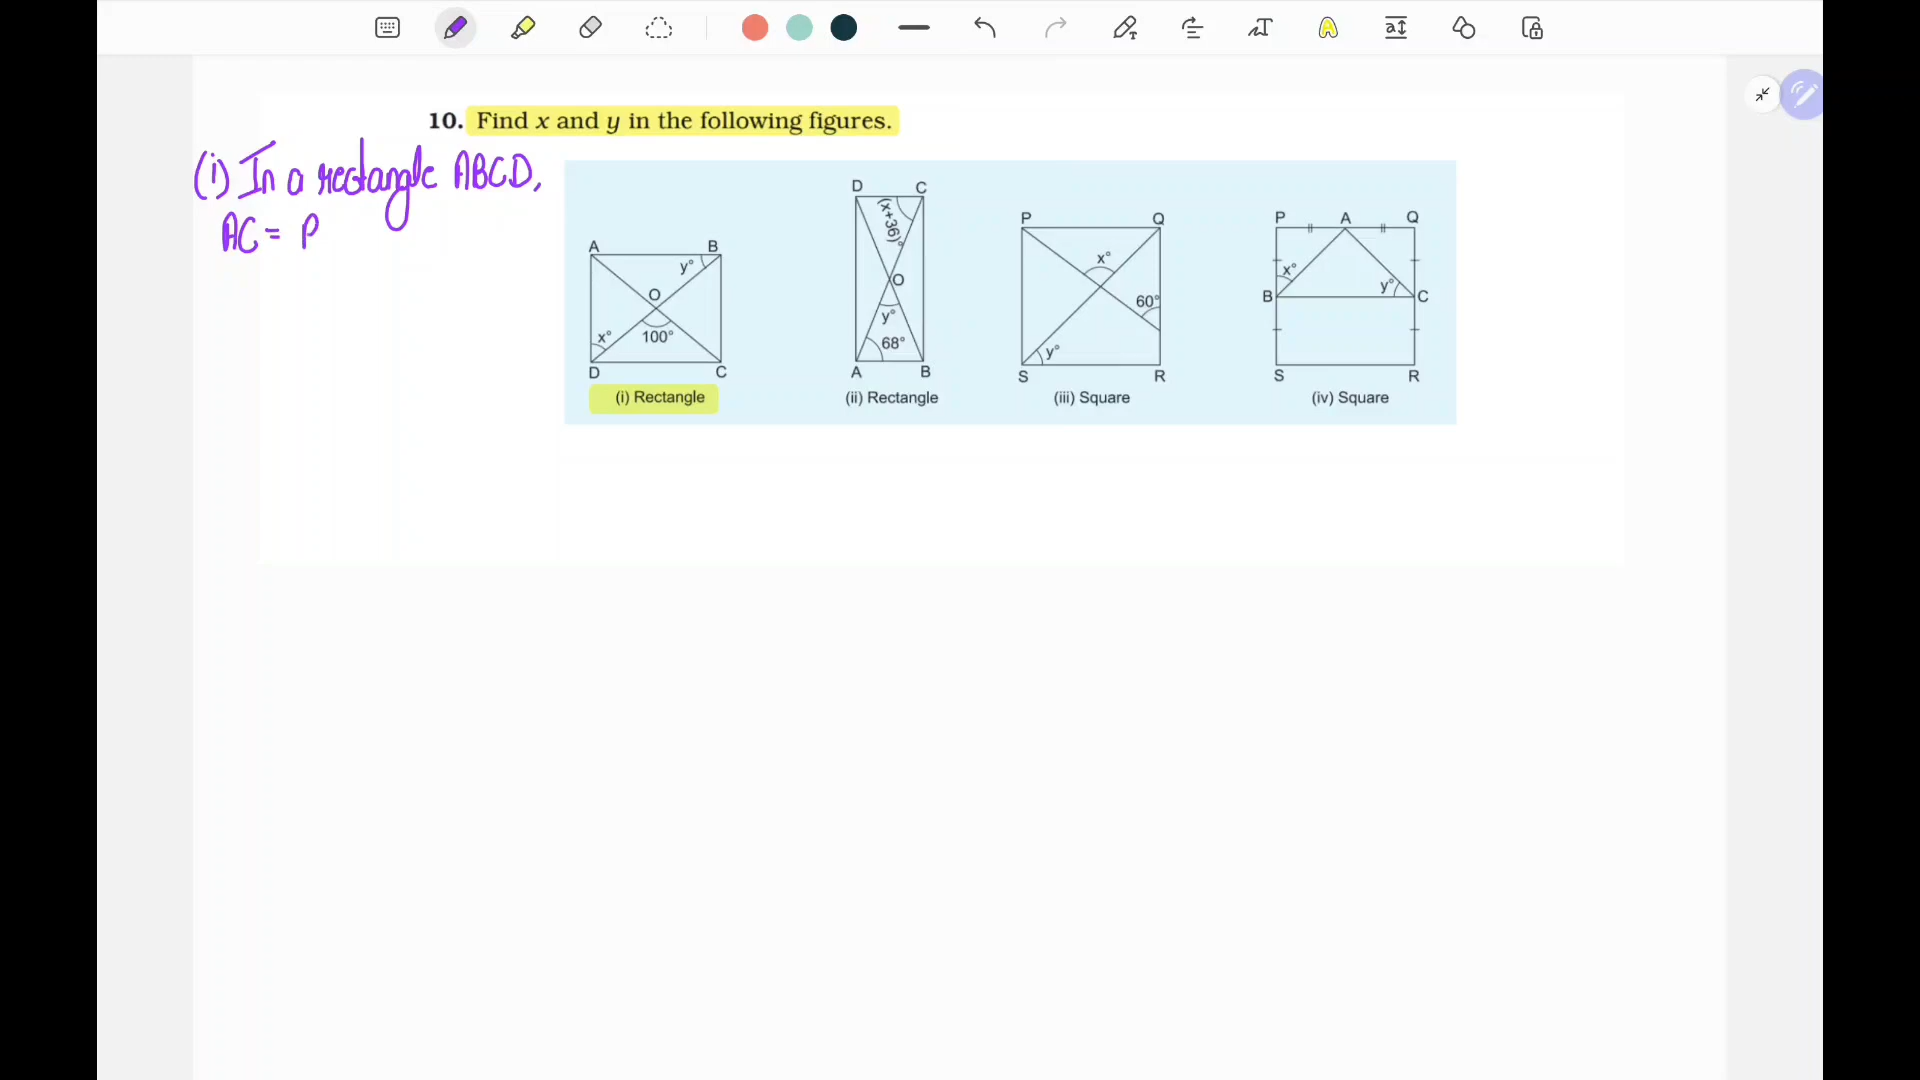 10. Find x and y in the following figures.
(i) In a rectangle ABCD,
AC = P
A
B
y°
O
x°
100°
D
C
(i) Rectangle
D
C
(x+36)°
O
y°
68°
A
B
(ii) Rectangle
P
Q
x°
60°
y°
S
R
(iii) Square
P
A
Q
x°
y°
B
C
S
R
(iv) Square